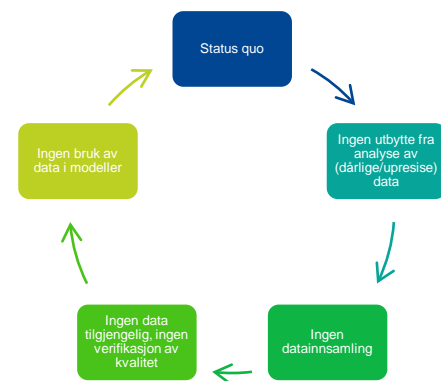 Status quo
Ingen utbytte fra
analyse av
(dårlige/upresise)
data
Ingen
datainnsamling
Ingen data
tilgjengelig, ingen
verifikasjon av
kvalitet
Ingen bruk av
data i modeller